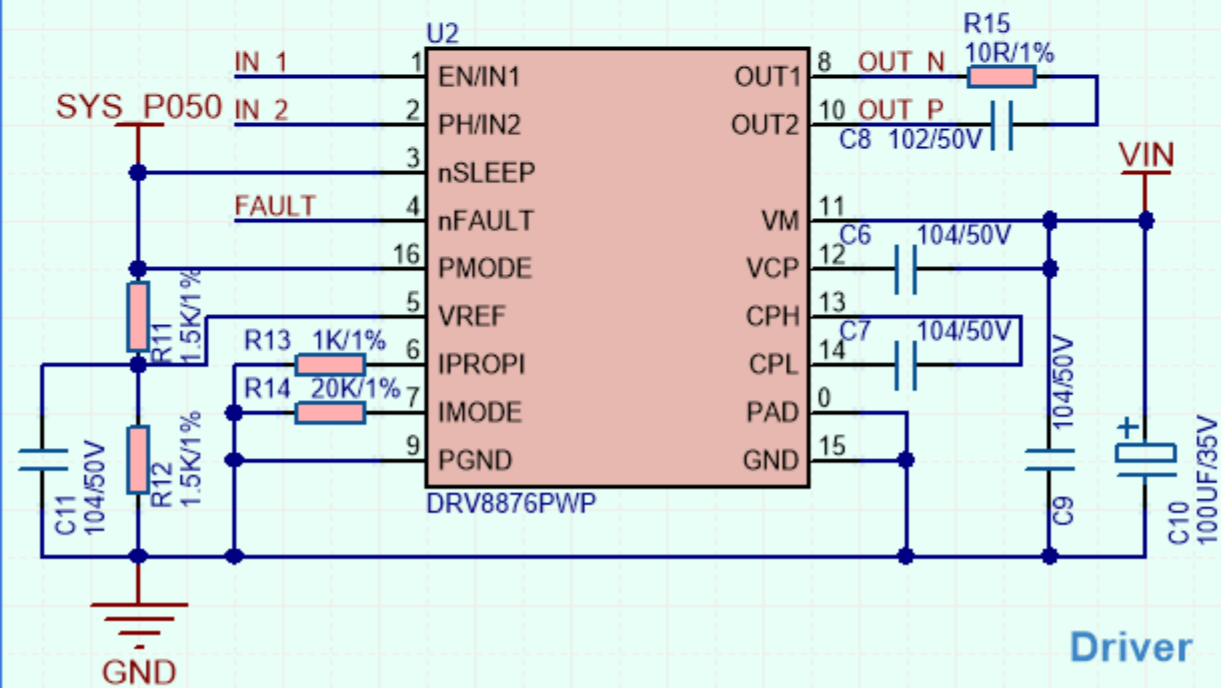 U2
R15
10R/1%
IN_1
1
EN/IN1
OUT1
8
OUT_N
SYS_P050
IN_2
2
PH/IN2
OUT2
10
OUT_P
C8 102/50V
3
nSLEEP
VIN
FAULT
4
nFAULT
VM
11
C6 104/50V
16
PMODE
VCP
12
R11
1.5K/1%
5
VREF
CPH
13
C7 104/50V
R13 1K/1%
6
IPROPI
CPL
14
R14 20K/1%
7
IMODE
PAD
0
9
PGND
GND
15
DRV8876PWP
C11
104/50V
R12
1.5K/1%
C9
104/50V
+
C10
100UF/35V
GND
Driver